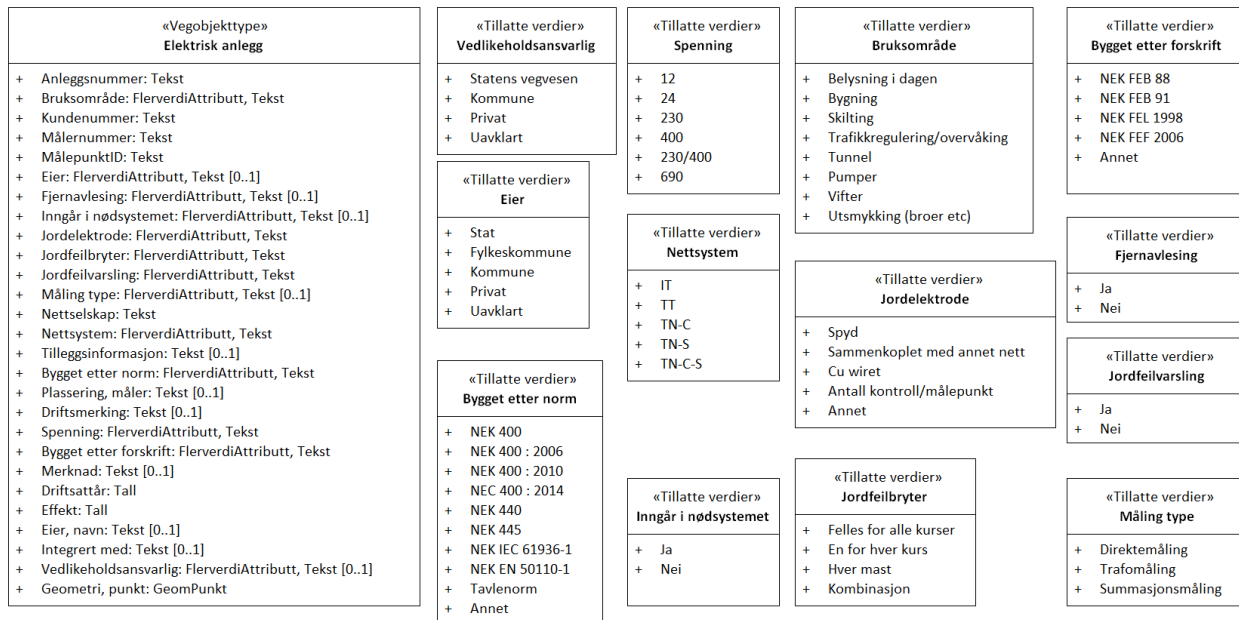 «Vegobjekttype»
Elektrisk anlegg
+ Anleggsnummer: Tekst
+ Bruksområde: FlerverdiAttributt, Tekst
+ Kundenummer: Tekst
+ Målernummer: Tekst
+ MålepunktID: Tekst
+ Eier: FlerverdiAttributt, Tekst [0..1]
+ Fjernavlesing: FlerverdiAttributt, Tekst [0..1]
+ Inngår i nødsystemet: FlerverdiAttributt, Tekst [0..1]
+ Jordelektrode: FlerverdiAttributt, Tekst
+ Jordfeilbryter: FlerverdiAttributt, Tekst
+ Jordfeilvarsling: FlerverdiAttributt, Tekst
+ Måling type: FlerverdiAttributt, Tekst [0..1]
+ Nettselskap: Tekst
+ Nettsystem: FlerverdiAttributt, Tekst
+ Tilleggsinformasjon: Tekst [0..1]
+ Bygget etter norm: FlerverdiAttributt, Tekst
+ Plassering, måler: Tekst [0..1]
+ Driftsmerking: Tekst [0..1]
+ Spenning: FlerverdiAttributt, Tekst
+ Bygget etter forskrift: FlerverdiAttributt, Tekst
+ Merknad: Tekst [0..1]
+ Driftsattår: Tall
+ Effekt: Tall
+ Eier, navn: Tekst [0..1]
+ Integrert med: Tekst [0..1]
+ Vedlikeholdsansvarlig: FlerverdiAttributt, Tekst [0..1]
+ Geometri, punkt: GeomPunkt
«Tillatte verdier»
Vedlikeholdsansvarlig
+ Statens vegvesen
+ Kommune
+ Privat
+ Uavklart
«Tillatte verdier»
Eier
+ Stat
+ Fylkeskommune
+ Kommune
+ Privat
+ Uavklart
«Tillatte verdier»
Bygget etter norm
+ NEK 400
+ NEK 400 : 2006
+ NEK 400 : 2010
+ NEC 400 : 2014
+ NEK 440
+ NEK 445
+ NEK IEC 61936-1
+ NEK EN 50110-1
+ Tavlenorm
+ Annet
«Tillatte verdier»
Spenning
+ 12
+ 24
+ 230
+ 400
+ 230/400
+ 690
«Tillatte verdier»
Nettsystem
+ IT
+ TT
+ TN-C
+ TN-S
+ TN-C-S
«Tillatte verdier»
Inngår i nødsystemet
+ Ja
+ Nei
«Tillatte verdier»
Bruksområde
+ Belysning i dagen
+ Bygning
+ Skilting
+ Trafikkregulering/overvåking
+ Tunnel
+ Pumper
+ Vifter
+ Utsmykking (broer etc)
«Tillatte verdier»
Jordelektrode
+ Spyd
+ Sammenkoplet med annet nett
+ Cu wiret
+ Antall kontroll/målepunkt
+ Annet
«Tillatte verdier»
Jordfeilbryter
+ Felles for alle kurser
+ En for hver kurs
+ Hver mast
+ Kombinasjon
«Tillatte verdier»
Bygget etter forskrift
+ NEK FEB 88
+ NEK FEB 91
+ NEK FEL 1998
+ NEK FEF 2006
+ Annet
«Tillatte verdier»
Fjernavlesing
+ Ja
+ Nei
«Tillatte verdier»
Jordfeilvarsling
+ Ja
+ Nei
«Tillatte verdier»
Måling type
+ Direktemåling
+ Trafomåling
+ Summasjonsmåling